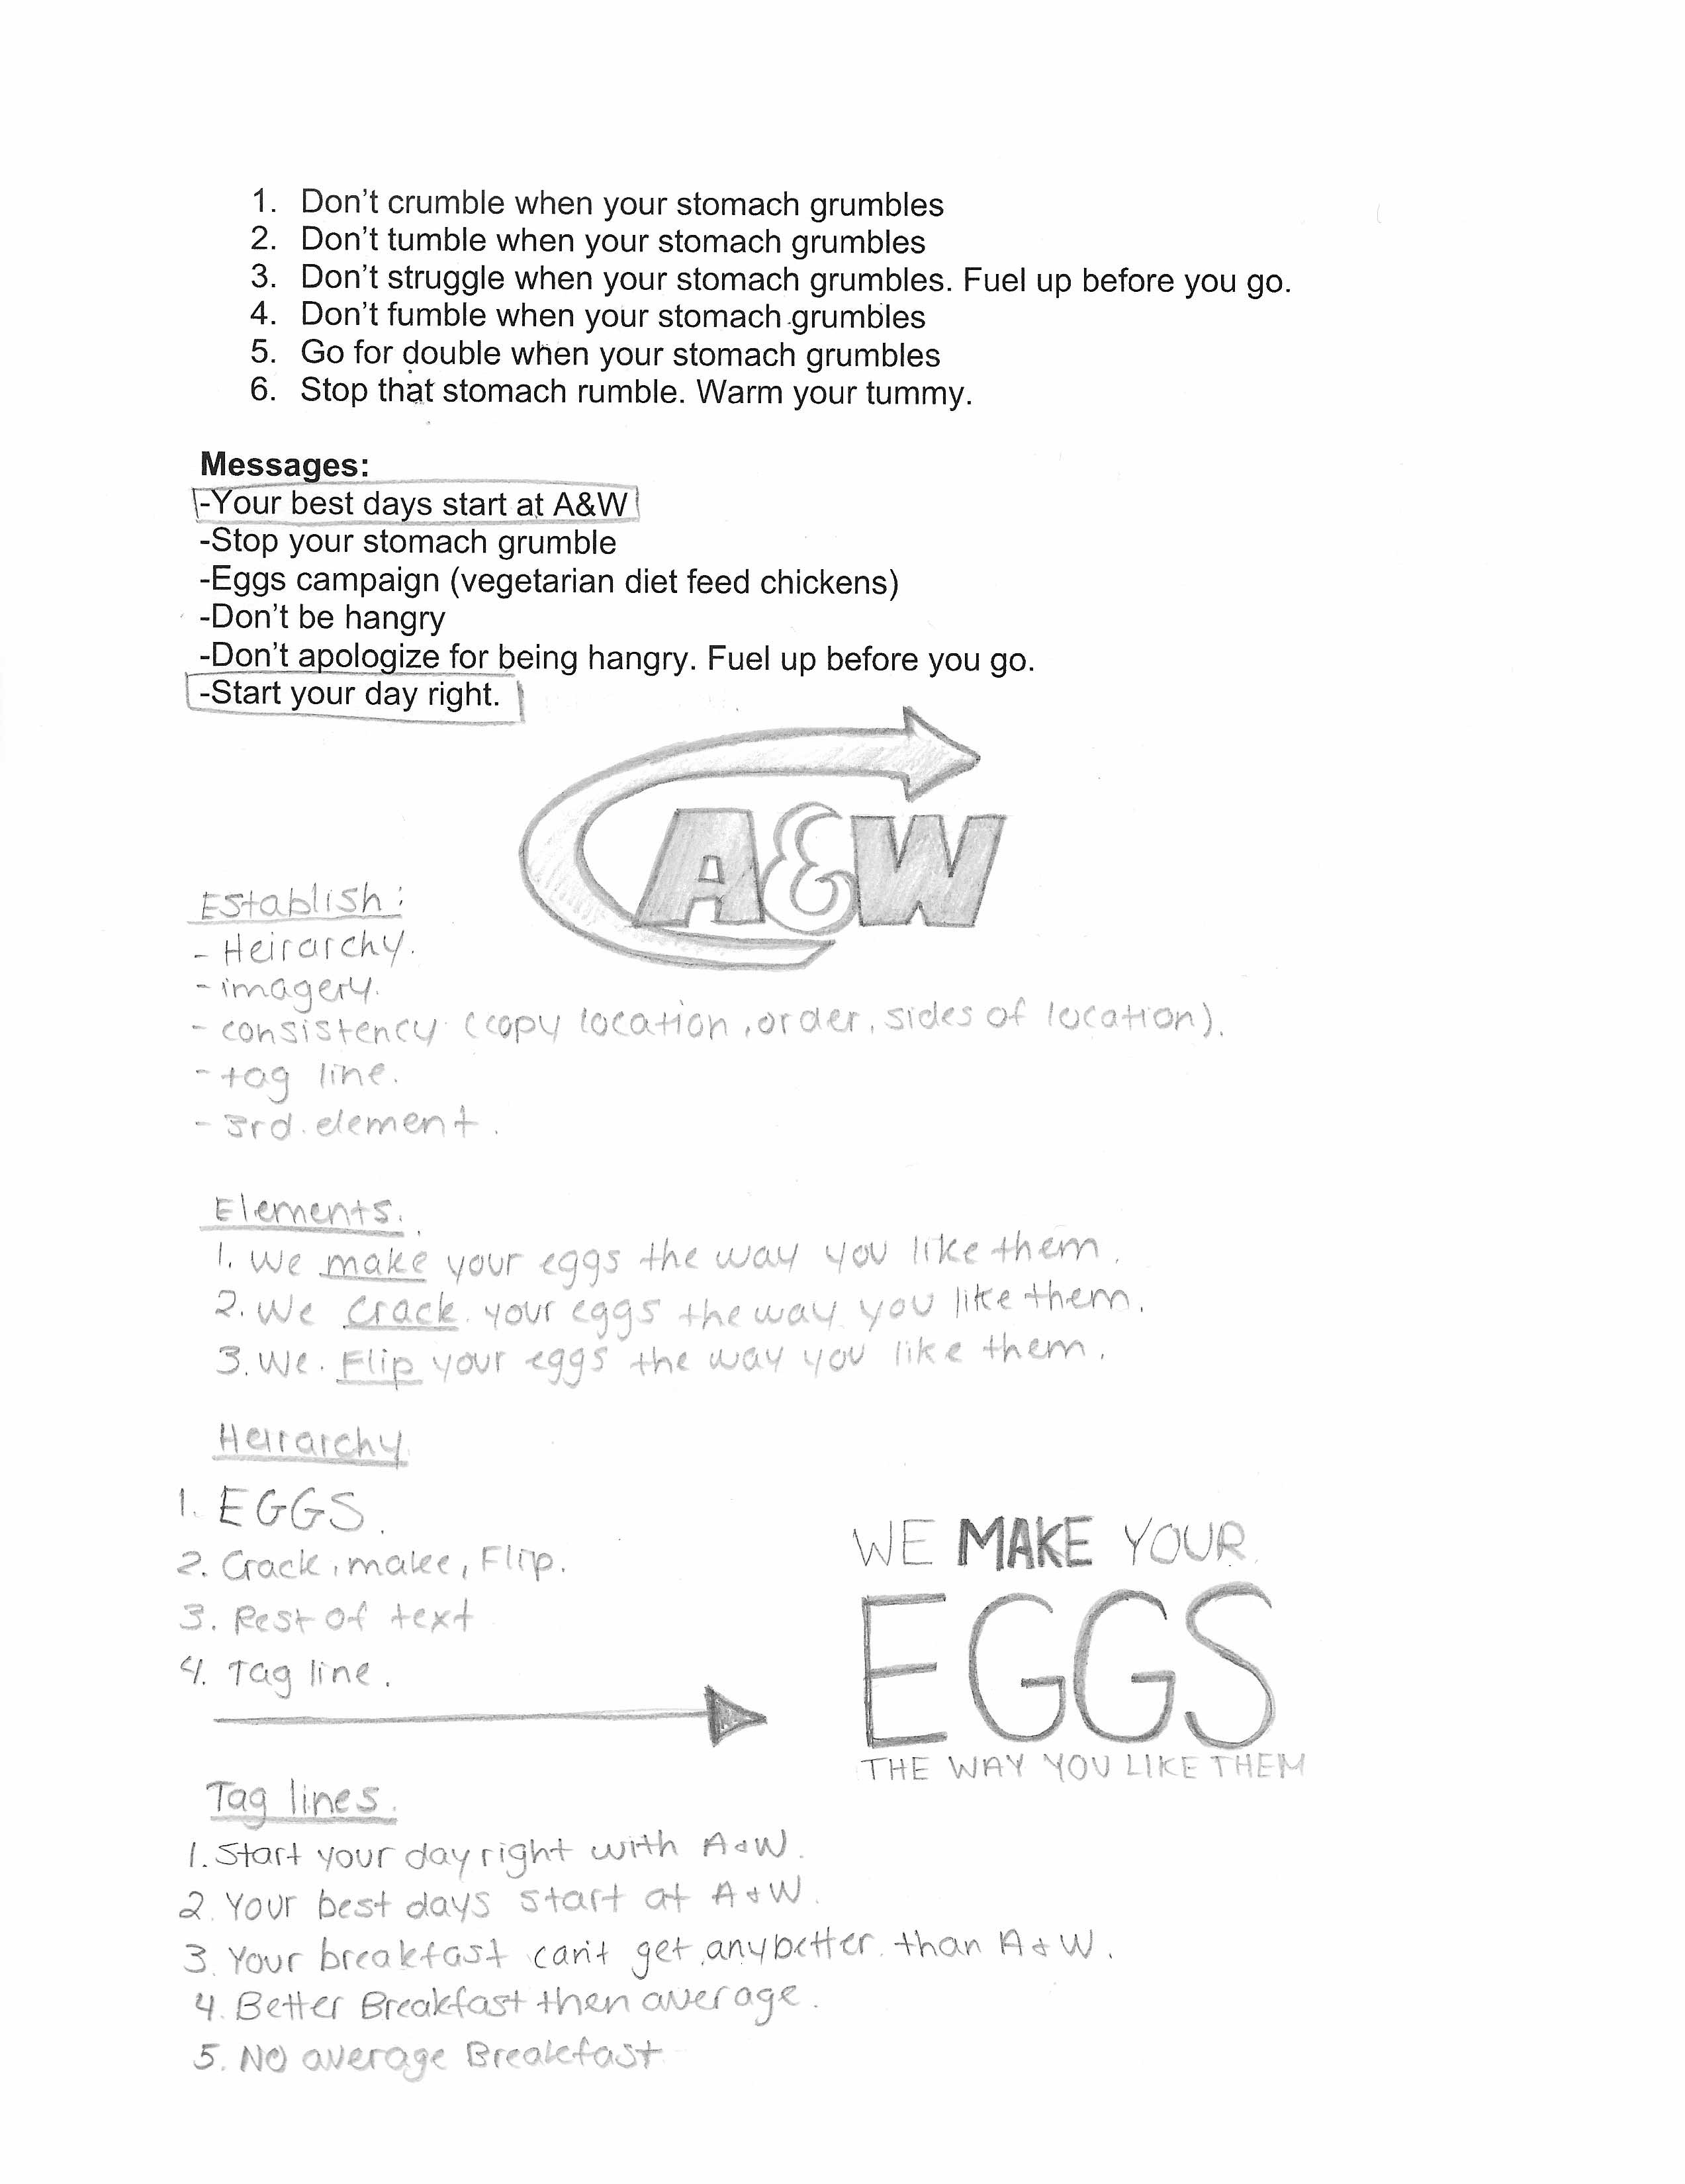 1. Don't crumble when your stomach grumbles
2. Don't tumble when your stomach grumbles
3. Don't struggle when your stomach grumbles. Fuel up before you go.
4. Don't fumble when your stomach grumbles
5. Go for double when your stomach grumbles
6. Stop that stomach rumble. Warm your tummy.
Messages:
-Your best days start at A&W
-Stop your stomach grumble
-Eggs campaign (vegetarian diet feed chickens)
-Don't be hangry
-Don't apologize for being hangry. Fuel up before you go.
-Start your day right.
A&W
Establish:
- Heirarchy.
- imagery.
- consistency (copy location, order, sides of location).
- tag line.
- 3rd. element.
Elements.
1. We make your eggs the way you like them.
2. We crack your eggs the way you like them.
3. We. Flip your eggs the way you like them.
Heirarchy
1. EGGS.
2. Crack, make, Flip.
3. Rest of text
4. Tag line.
WE MAKE YOUR
EGGS
THE WAY YOU LIKE THEM
Tag lines.
1. Start your day right with A&W.
2. Your best days start at A&W.
3. Your breakfast can't get any better than A&W.
4. Better Breakfast then average.
5. No average Breakfast